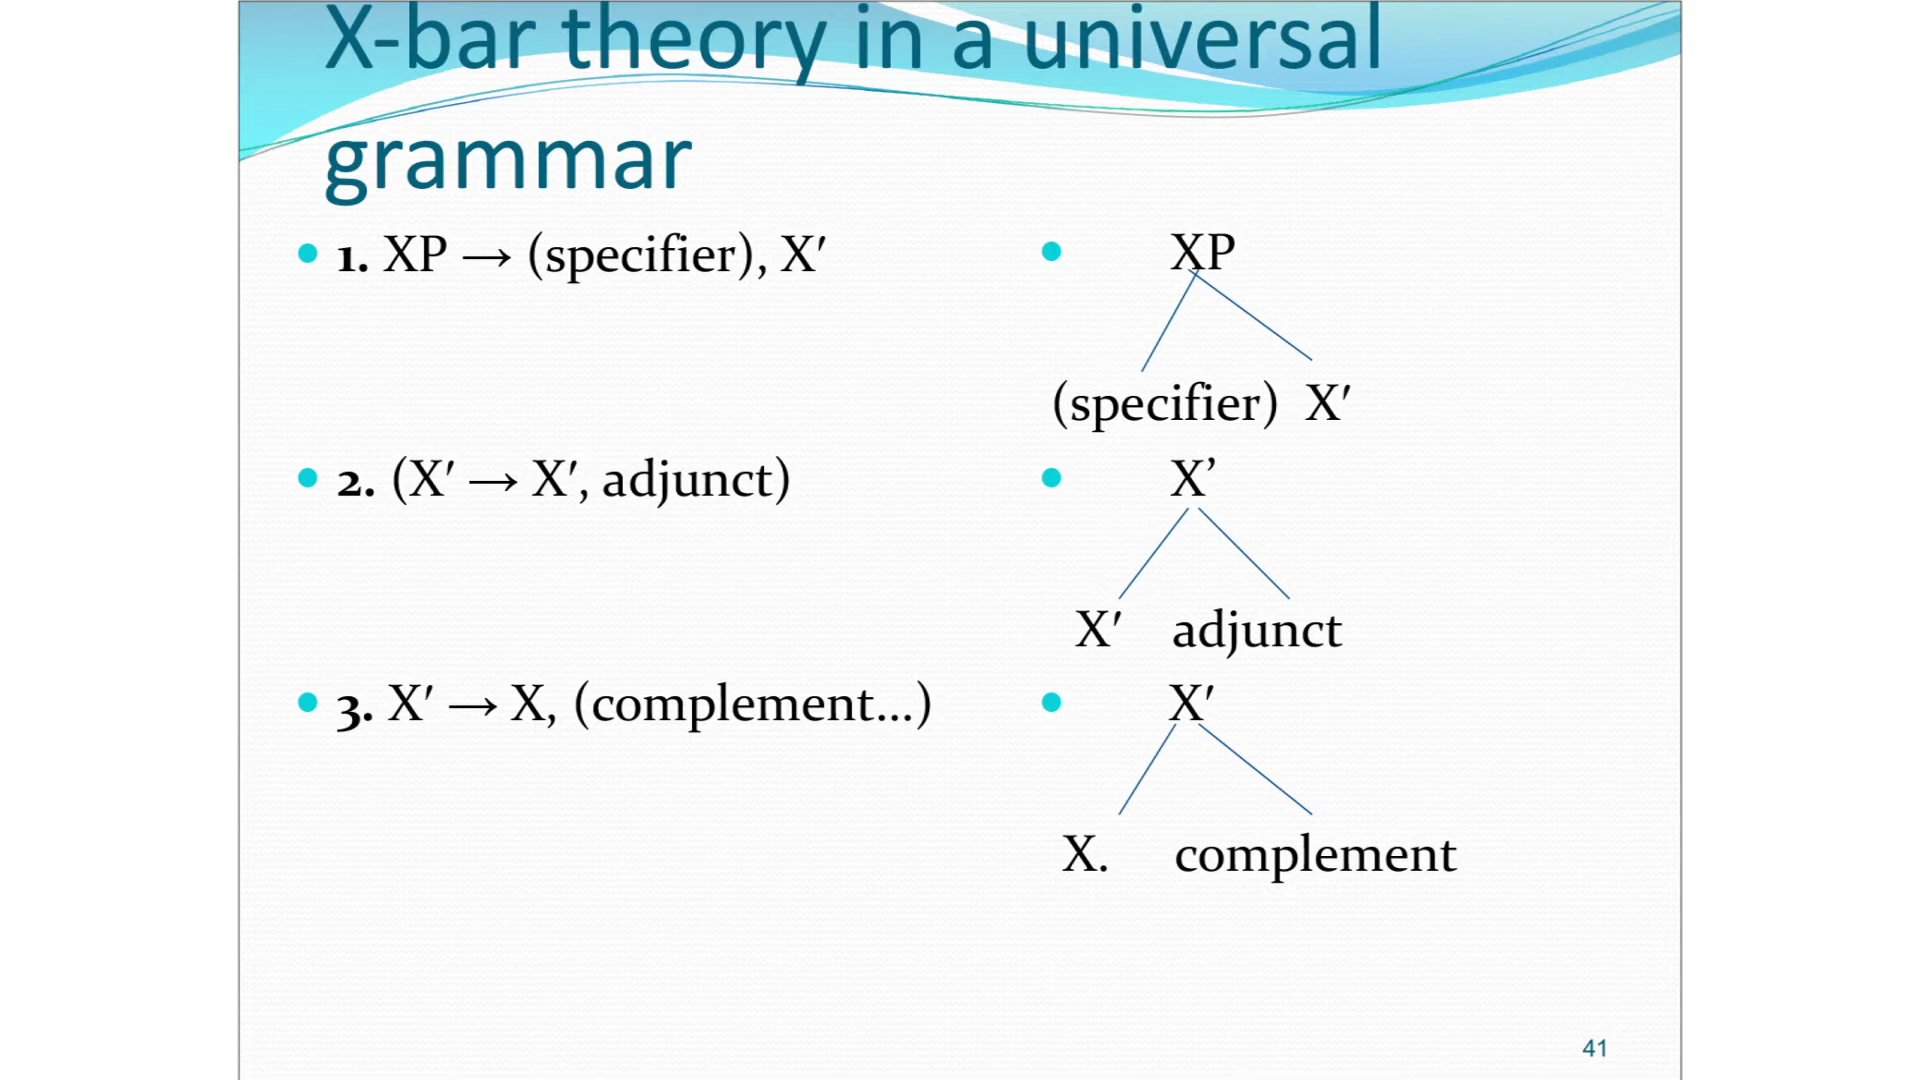 X-bar theory in a universal
grammar
1. XP → (specifier), X′
2. (X′ → X′, adjunct)
3. X′ → X, (complement…)
XP
(specifier) X′
X’
X′ adjunct
X′
X. complement
41